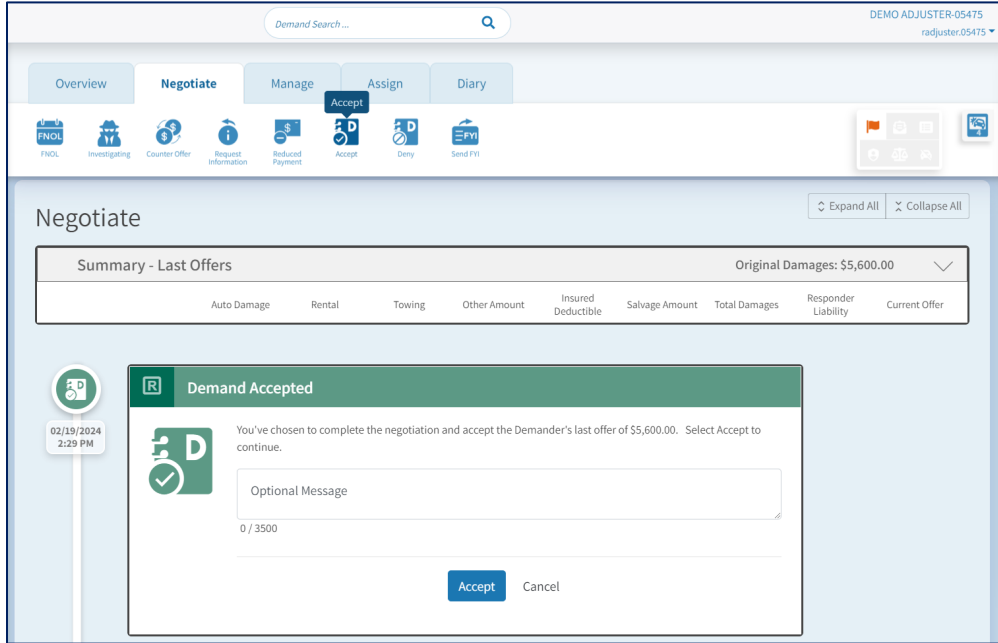 Demand Search ...
DEMO ADJUSTER-05475
radjuster.05475
Overview
Negotiate
Manage
Assign
Diary
Accept
FNOL
FNOL
Investigating
Counter Offer
Request
Information
Reduced
Payment
D
Accept
D
Deny
FYI
Send FYI
4
Negotiate
Expand All
Collapse All
Summary - Last Offers
Original Damages: $5,600.00
Auto Damage
Rental
Towing
Other Amount
Insured
Deductible
Salvage Amount
Total Damages
Responder
Liability
Current Offer
D
02/19/2024
2:29 PM
R
Demand Accepted
D
You've chosen to complete the negotiation and accept the Demander's last offer of $5,600.00. Select Accept to
continue.
Optional Message
0 / 3500
Accept
Cancel